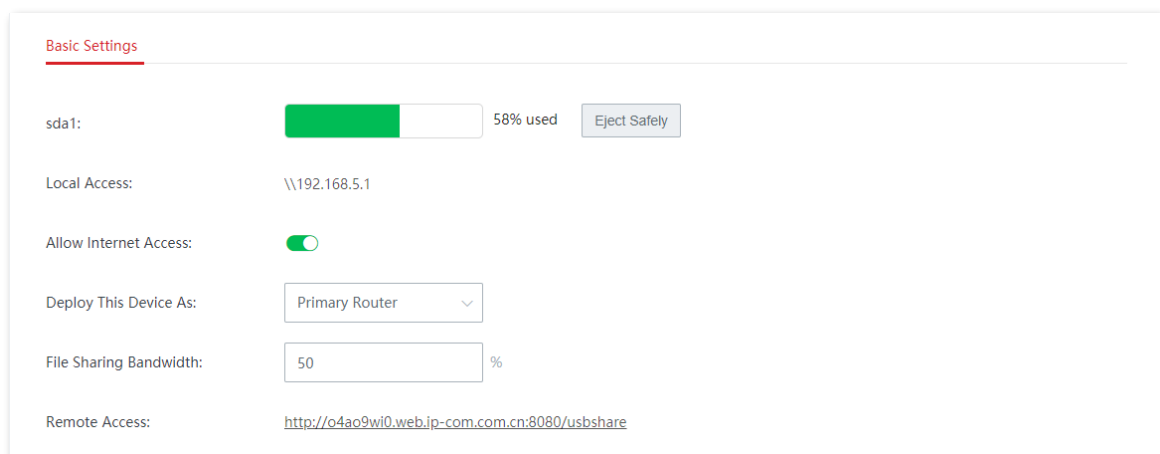 Basic Settings
sda1: 58% used Eject Safely
Local Access: \\192.168.5.1
Allow Internet Access:
Deploy This Device As: Primary Router
File Sharing Bandwidth: 50 %
Remote Access: http://o4ao9wi0.web.ip-com.com.cn:8080/usbshare